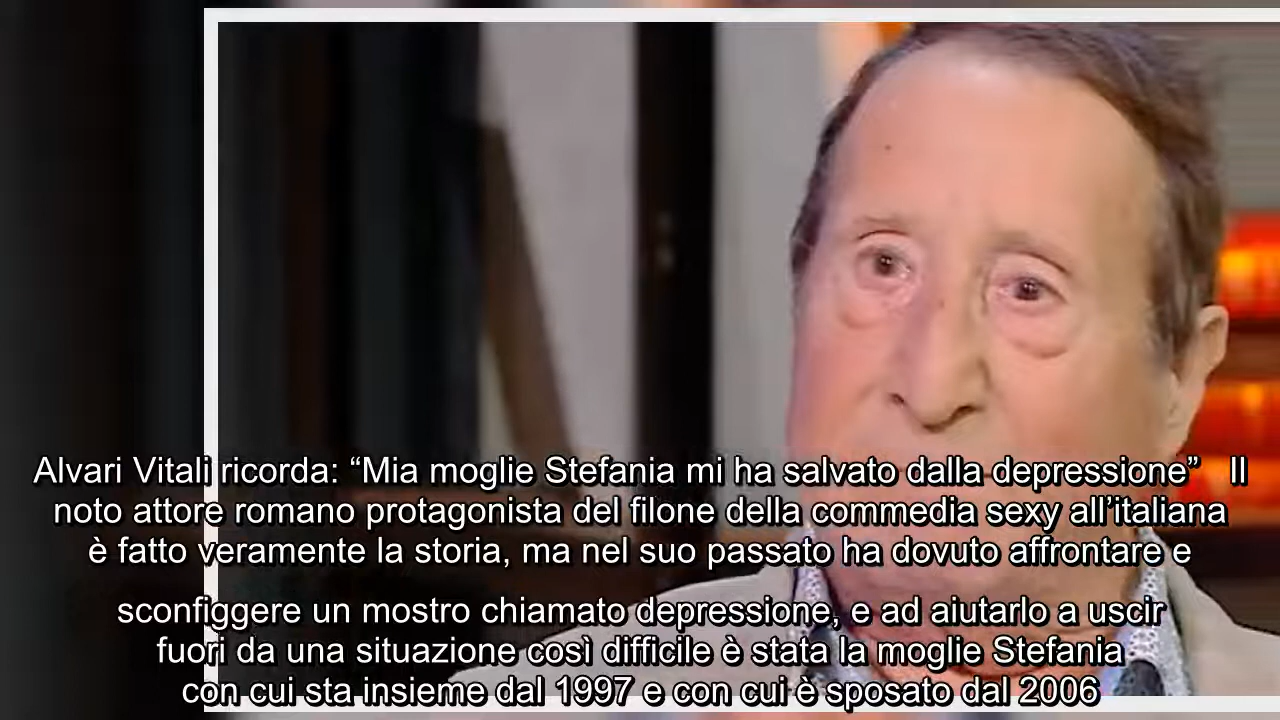 Alvari Vitali ricorda: “Mia moglie Stefania mi ha salvato dalla depressione” Il
noto attore romano protagonista del filone della commedia sexy all’italiana
è fatto veramente la storia, ma nel suo passato ha dovuto affrontare e
sconfiggere un mostro chiamato depressione, e ad aiutarlo a uscir
fuori da una situazione così difficile è stata la moglie Stefania
con cui sta insieme dal 1997 e con cui è sposato dal 2006